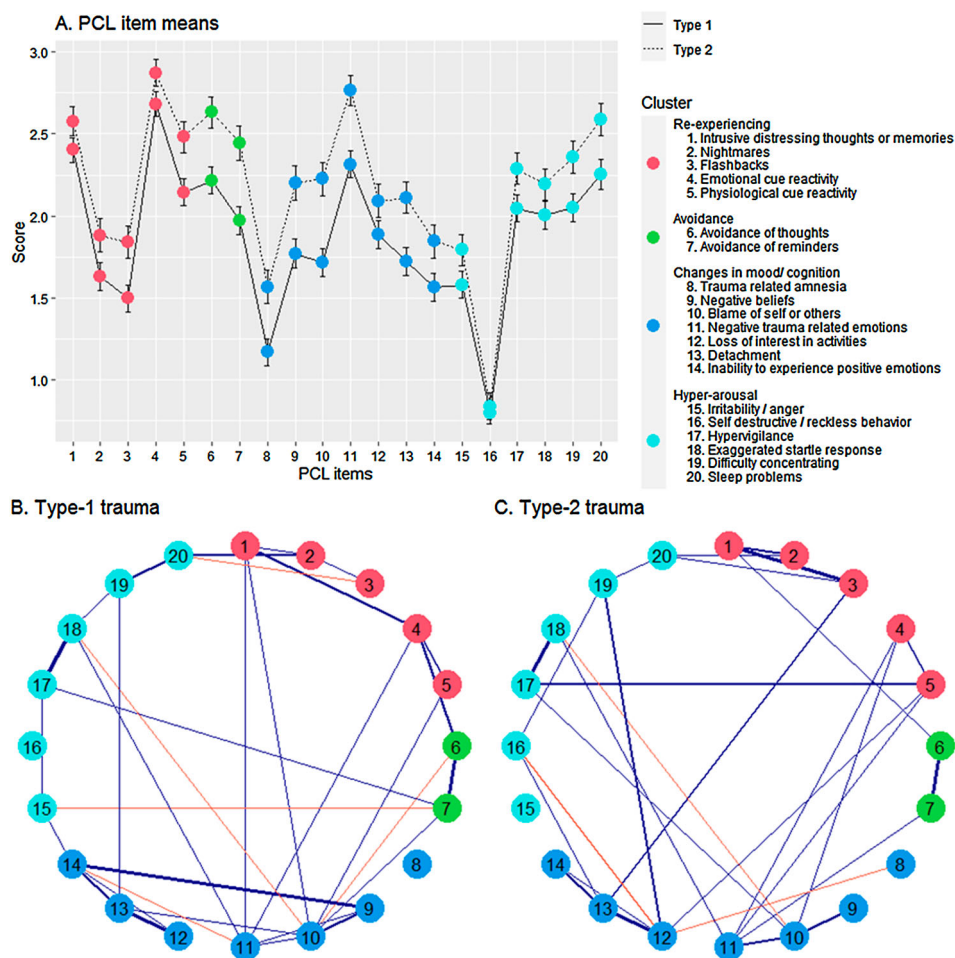 A. PCL item means
Type 1
Type 2
Score
3.0
2.5
2.0
1.5
1.0
1 2 3 4 5 6 7 8 9 10 11 12 13 14 15 16 17 18 19 20
PCL items
Cluster
Re-experiencing
1. Intrusive distressing thoughts or memories
2. Nightmares
3. Flashbacks
4. Emotional cue reactivity
5. Physiological cue reactivity
Avoidance
6. Avoidance of thoughts
7. Avoidance of reminders
Changes in mood/ cognition
8. Trauma related amnesia
9. Negative beliefs
10. Blame of self or others
11. Negative trauma related emotions
12. Loss of interest in activities
13. Detachment
14. Inability to experience positive emotions
Hyper-arousal
15. Irritability / anger
16. Self destructive / reckless behavior
17. Hypervigilance
18. Exaggerated startle response
19. Difficulty concentrating
20. Sleep problems
B. Type-1 trauma
1
2
3
4
5
6
7
8
9
10
11
12
13
14
15
16
17
18
19
20
C. Type-2 trauma
1
2
3
4
5
6
7
8
9
10
11
12
13
14
15
16
17
18
19
20